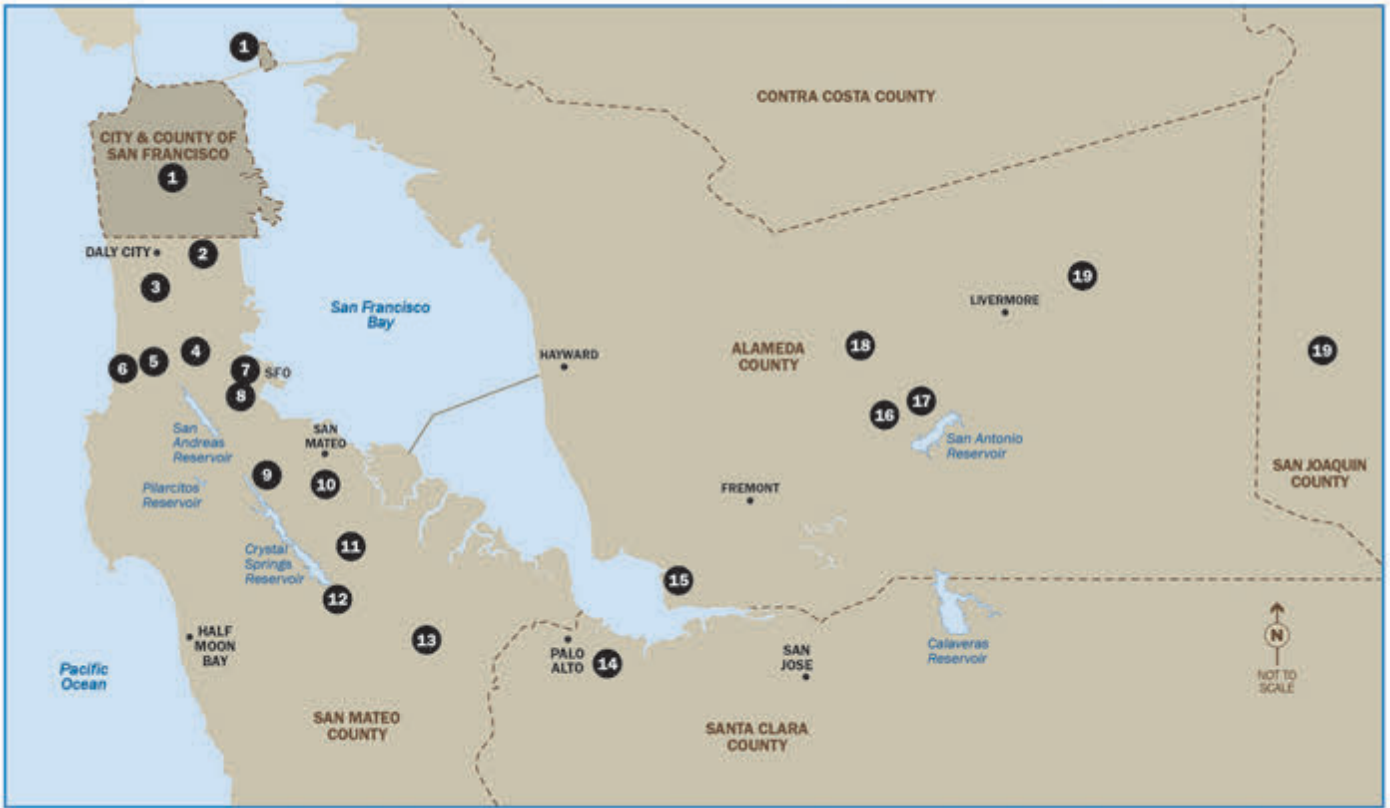 1
CONTRA COSTA COUNTY
CITY & COUNTY OF
SAN FRANCISCO
1
DALY CITY
2
3
San Francisco
Bay
19
LIVERMORE
4
5
6
7
SFO
8
HAYWARD
ALAMEDA
COUNTY
18
19
16
17
San
Andreas
Reservoir
SAN
MATEO
San Antonio
Reservoir
9
10
Pilarcitos
Reservoir
FREMONT
SAN JOAQUIN
COUNTY
11
Crystal
Springs
Reservoir
12
15
HALF
MOON
BAY
13
PALO
ALTO
14
SAN
JOSE
Calaveras
Reservoir
N
NOT TO
SCALE
Pacific
Ocean
SAN MATEO
COUNTY
SANTA CLARA
COUNTY